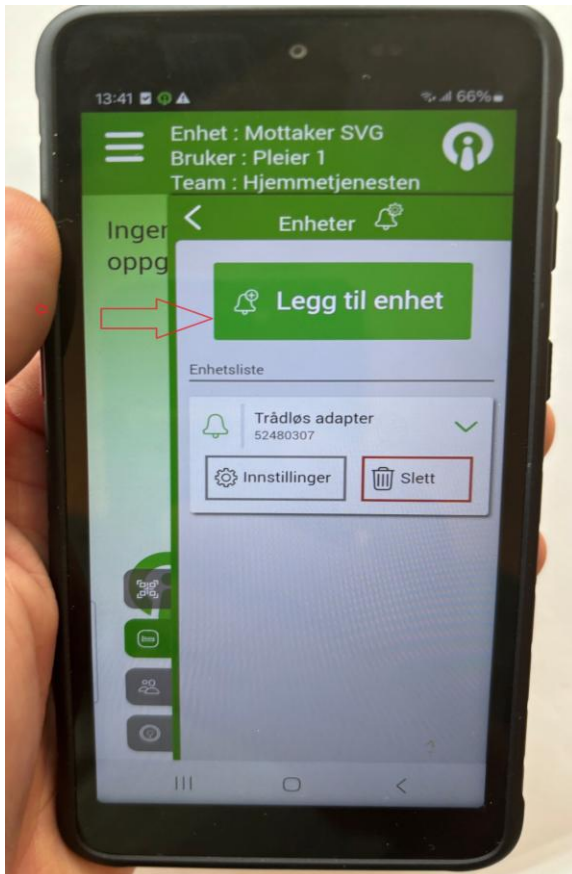 13:41 66%
Enhet : Mottaker SVG
Bruker : Pleier 1
Team : Hjemmetjenesten
Inger
oppg
Enheter
Legg til enhet
Enhetsliste
Trådløs adapter
52480307
Innstillinger
Slett